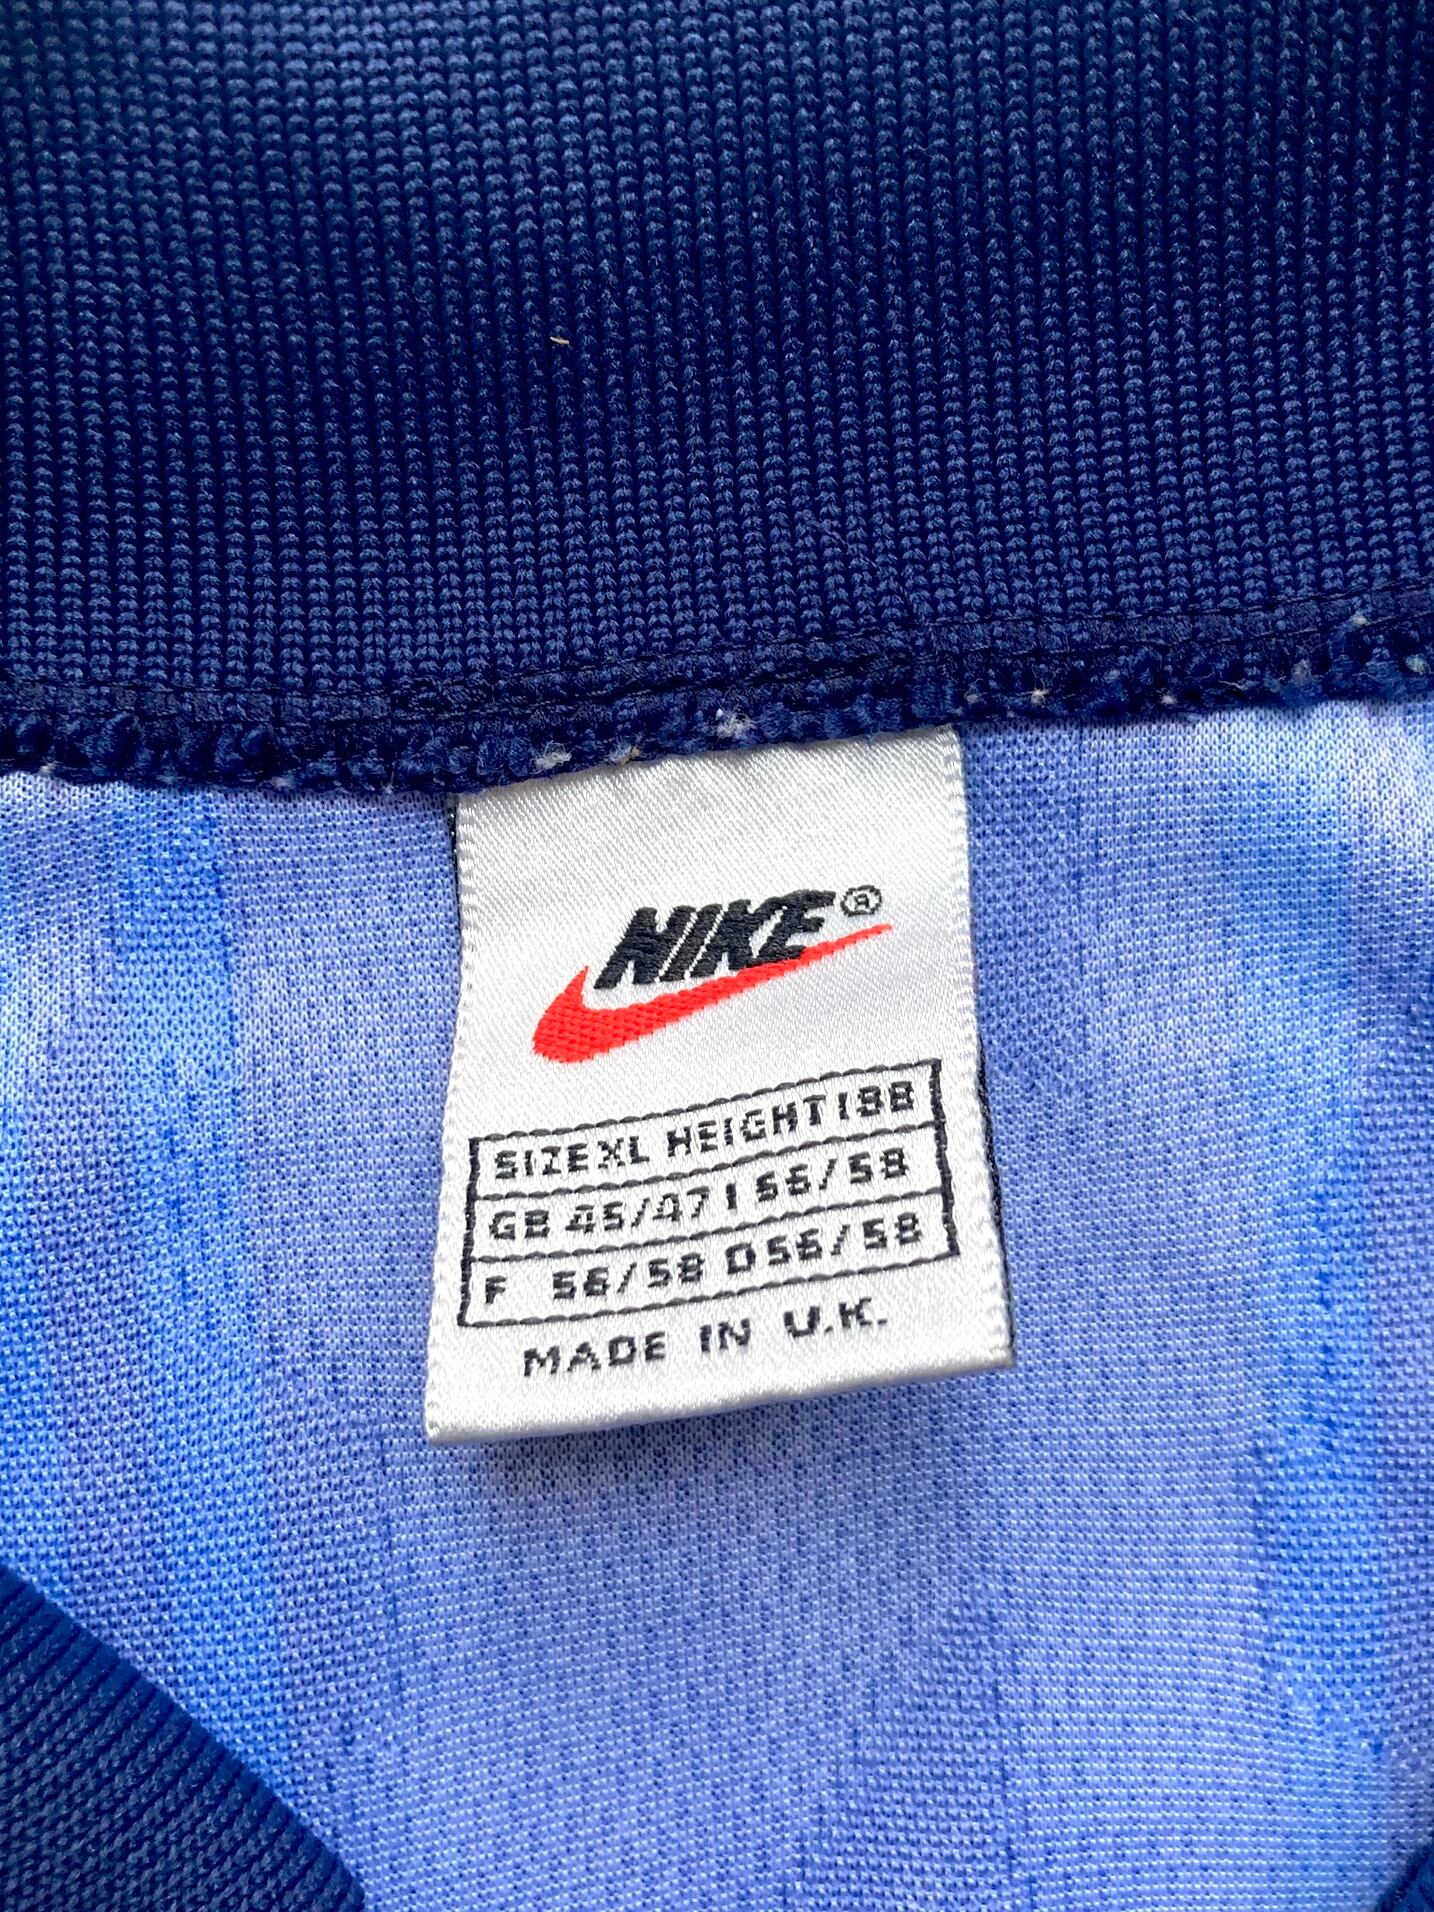 NIKE®
SIZE XL HEIGHT 188
GB 45/47 I 56/58
F 56/58 D 56/58
MADE IN U.K.